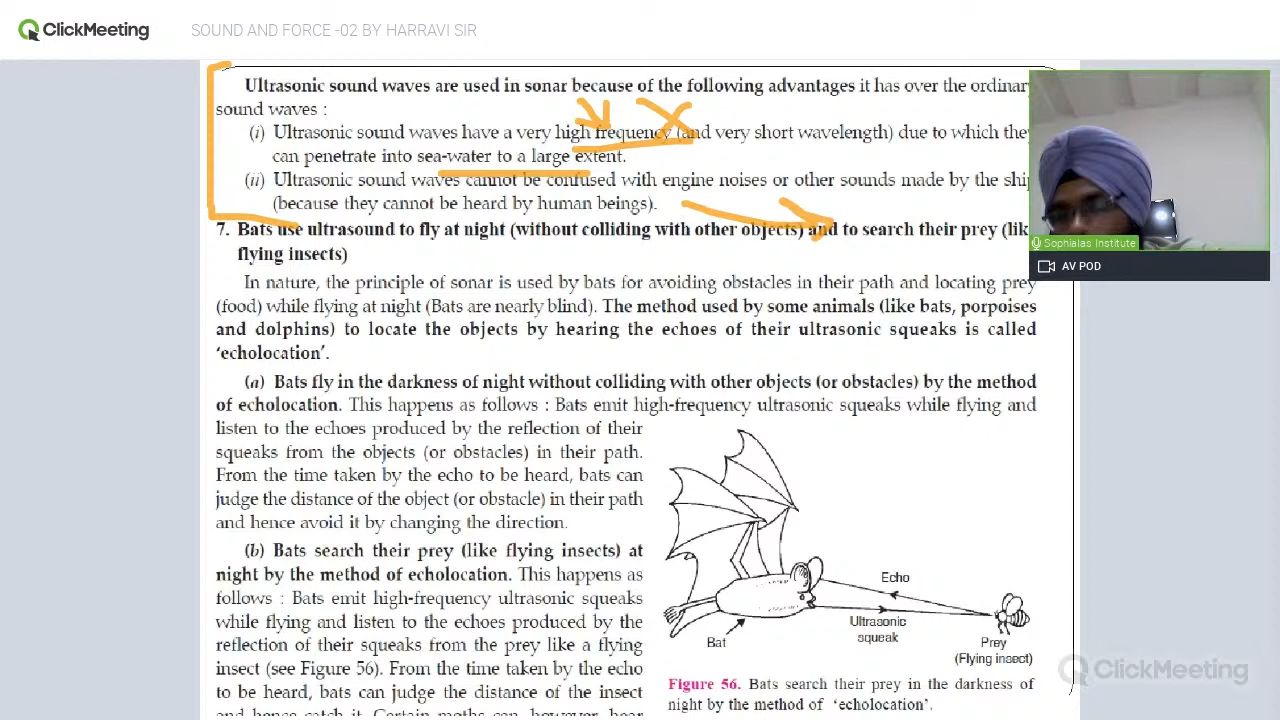 ClickMeeting
SOUND AND FORCE -02 BY HARRAVI SIR
Ultrasonic sound waves are used in sonar because of the following advantages it has over the ordinary
sound waves :
(i) Ultrasonic sound waves have a very high frequency (and very short wavelength) due to which they
can penetrate into sea-water to a large extent.
(ii) Ultrasonic sound waves cannot be confused with engine noises or other sounds made by the ship
(because they cannot be heard by human beings).
7. Bats use ultrasound to fly at night (without colliding with other objects) and to search their prey (lik
flying insects)
In nature, the principle of sonar is used by bats for avoiding obstacles in their path and locating prey
(food) while flying at night (Bats are nearly blind). The method used by some animals (like bats, porpoises
and dolphins) to locate the objects by hearing the echoes of their ultrasonic squeaks is called
‘echolocation’.
(a) Bats fly in the darkness of night without colliding with other objects (or obstacles) by the method
of echolocation. This happens as follows : Bats emit high-frequency ultrasonic squeaks while flying and
listen to the echoes produced by the reflection of their
squeaks from the objects (or obstacles) in their path.
From the time taken by the echo to be heard, bats can
judge the distance of the object (or obstacle) in their path
and hence avoid it by changing the direction.
(b) Bats search their prey (like flying insects) at
night by the method of echolocation. This happens as
follows : Bats emit high-frequency ultrasonic squeaks
while flying and listen to the echoes produced by the
reflection of their squeaks from the prey like a flying
insect (see Figure 56). From the time taken by the echo
to be heard, bats can judge the distance of the insect
and hence catch it. Certain moths can, however, hear
Echo
Ultrasonic
squeak
Bat
Prey
(Flying insect)
Figure 56. Bats search their prey in the darkness of
night by the method of ‘echolocation’.
Sophialas Institute
AV POD
ClickMeeting